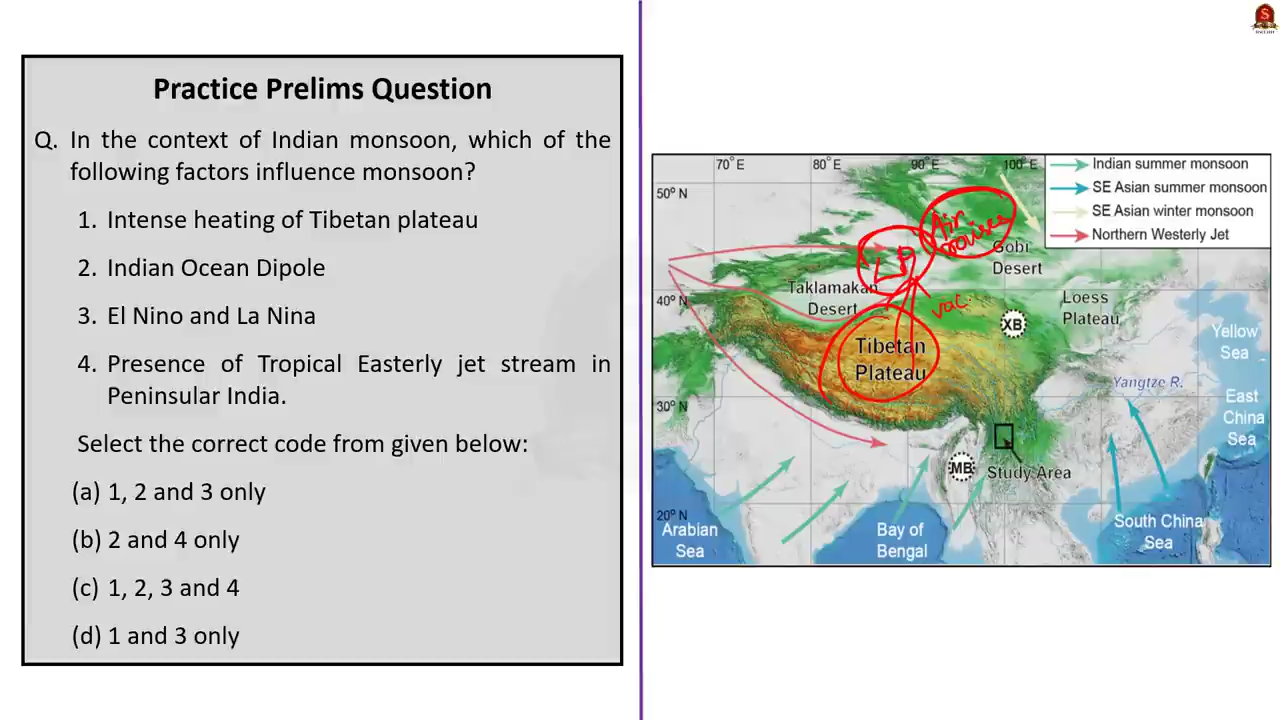 Practice Prelims Question
Q. In the context of Indian monsoon, which of the
following factors influence monsoon?
1. Intense heating of Tibetan plateau
2. Indian Ocean Dipole
3. El Nino and La Nina
4. Presence of Tropical Easterly jet stream in
Peninsular India.
Select the correct code from given below:
(a) 1, 2 and 3 only
(b) 2 and 4 only
(c) 1, 2, 3 and 4
(d) 1 and 3 only
70° E 80° E 90° E 100° E
Indian summer monsoon
SE Asian summer monsoon
SE Asian winter monsoon
Northern Westerly Jet
50° N
Air
LP
Gobi
Desert
Taklamakan
Desert
40° N
vac
Loess
Plateau
XB
Yellow
Sea
Tibetan
Plateau
Yangtze R.
30° N
East
China
Sea
MB
Study Area
20° N
Arabian
Sea
Bay of
Bengal
South China
Sea